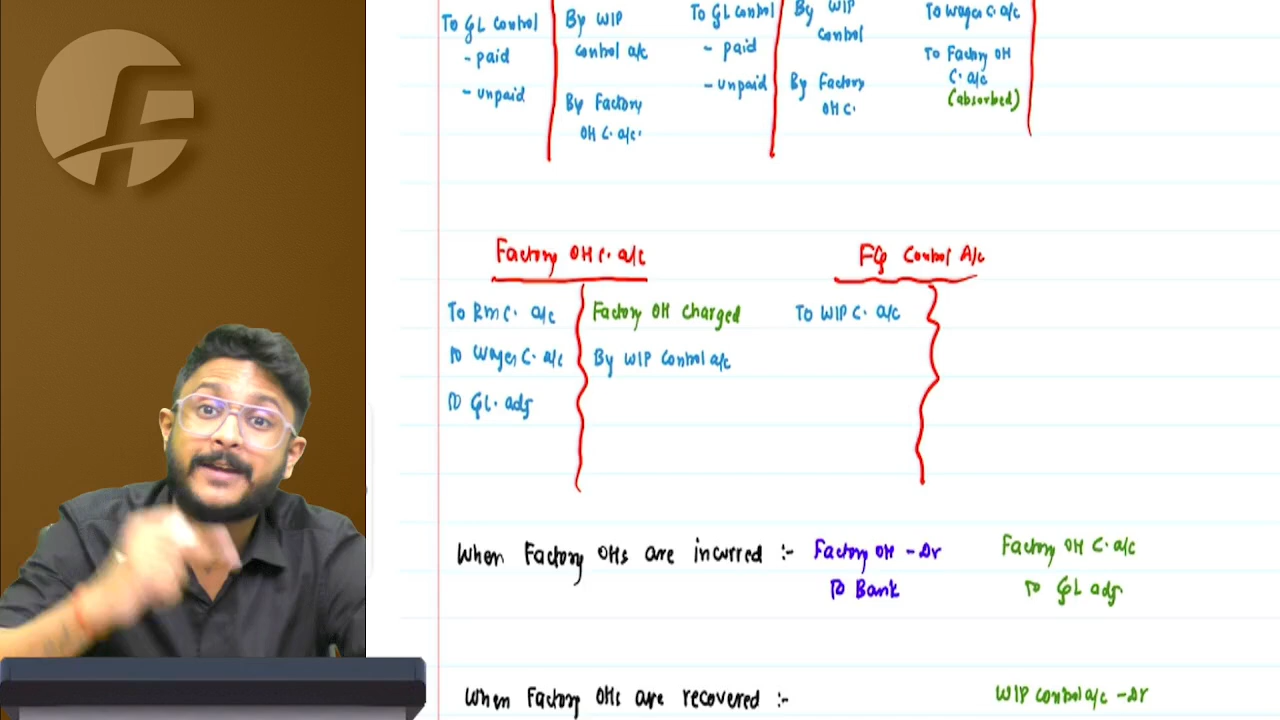 To GL control
- paid
- unpaid
By WIP
control a/c
By Factory
OH C. a/c.
To GL control
- paid
- unpaid
By WIP
control
By Factory
OH C.
To Wages C. a/c
To Factory OH
C. a/c
(absorbed)
Factory OH C. a/c
To Rm C. a/c
To Wages C. a/c
To GL. adj
Factory OH Charged
By WIP Control a/c
FG Control A/c
To WIP C. a/c
When Factory OHs are incurred :- Factory OH - Dr
To Bank
Factory OH C. a/c
To GL adj
When Factory OHs are recovered :-
WIP control a/c - Dr